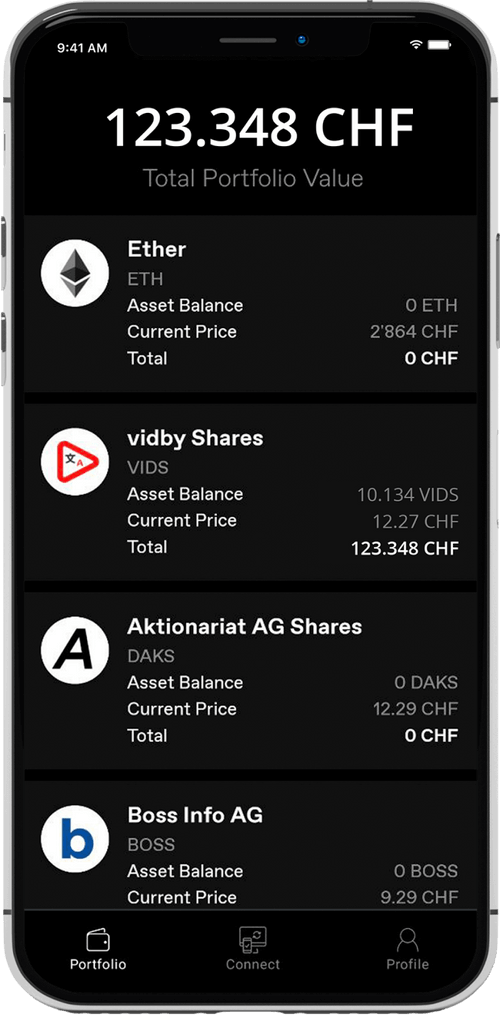 9:41 AM
123.348 CHF
Total Portfolio Value
Ether
ETH
Asset Balance 0 ETH
Current Price 2'864 CHF
Total 0 CHF
文A
vidby Shares
VIDS
Asset Balance 10.134 VIDS
Current Price 12.27 CHF
Total 123.348 CHF
A
Aktionariat AG Shares
DAKS
Asset Balance 0 DAKS
Current Price 12.29 CHF
Total 0 CHF
b
Boss Info AG
BOSS
Asset Balance 0 BOSS
Current Price 9.29 CHF
Portfolio Connect Profile